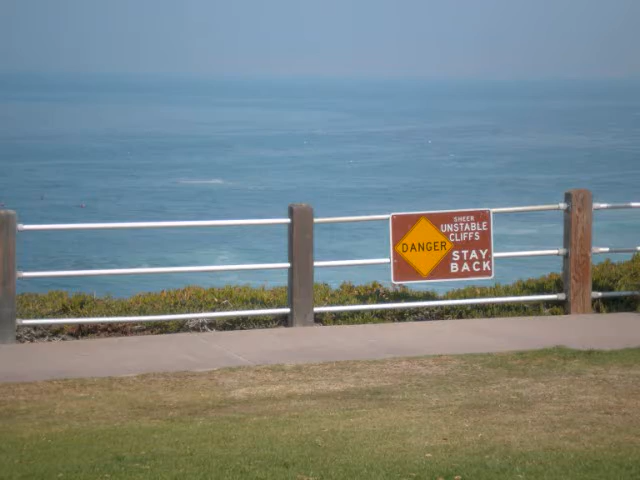 DANGER
SHEER
UNSTABLE
CLIFFS
STAY
BACK